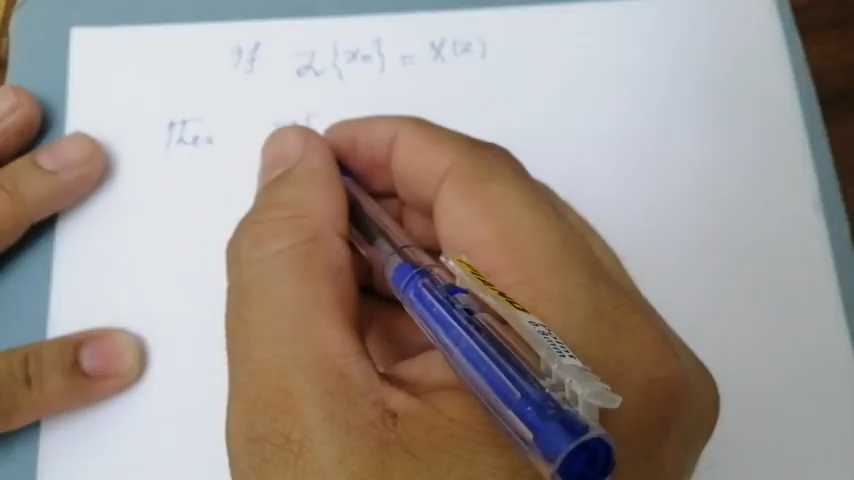 If Z{xn} = X(z)
Then